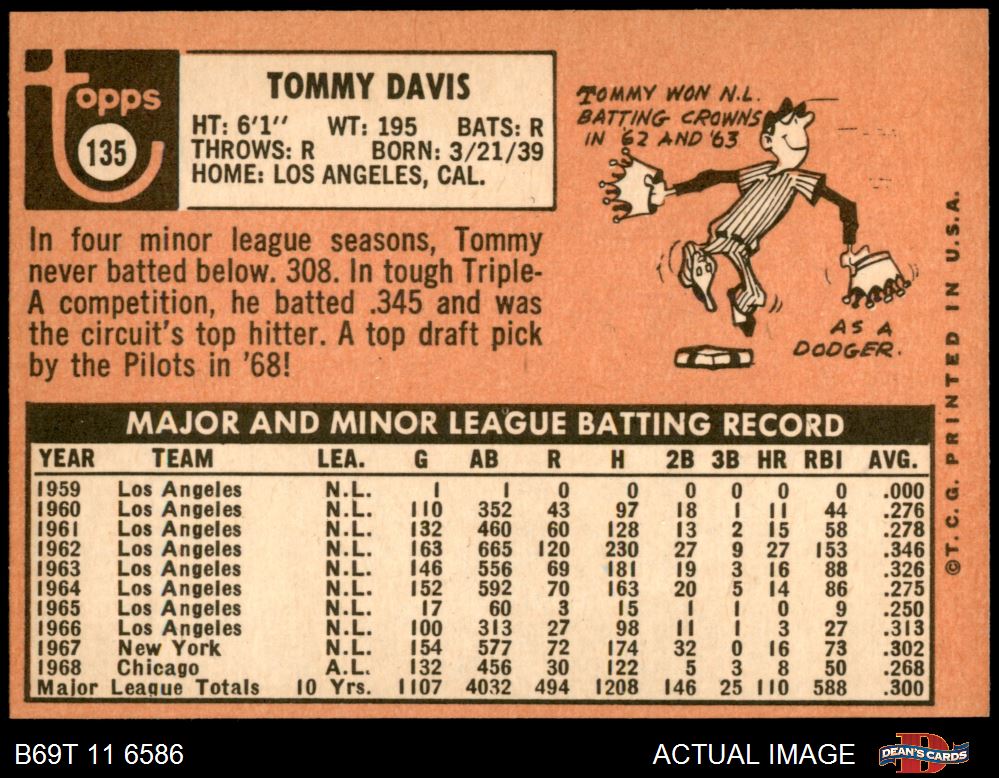 topps
135
TOMMY DAVIS
HT: 6'1" WT: 195 BATS: R
THROWS: R BORN: 3/21/39
HOME: LOS ANGELES, CAL.
TOMMY WON N.L.
BATTING CROWNS
IN '62 AND '63
AS A
DODGER.
In four minor league seasons, Tommy
never batted below. 308. In tough Triple-
A competition, he batted .345 and was
the circuit's top hitter. A top draft pick
by the Pilots in '68!
MAJOR AND MINOR LEAGUE BATTING RECORD
YEAR TEAM LEA. G AB R H 2B 3B HR RBI AVG.
1959 Los Angeles N.L. 1 1 0 0 0 0 0 0 .000
1960 Los Angeles N.L. 110 352 43 97 18 1 11 44 .276
1961 Los Angeles N.L. 132 460 60 128 13 2 15 58 .278
1962 Los Angeles N.L. 163 665 120 230 27 9 27 153 .346
1963 Los Angeles N.L. 146 556 69 181 19 3 16 88 .326
1964 Los Angeles N.L. 152 592 70 163 20 5 14 86 .275
1965 Los Angeles N.L. 17 60 3 15 1 1 0 9 .250
1966 Los Angeles N.L. 100 313 27 98 11 1 3 27 .313
1967 New York N.L. 154 577 72 174 32 0 16 73 .302
1968 Chicago A.L. 132 456 30 122 5 3 8 50 .268
Major League Totals 10 Yrs. 1107 4032 494 1208 146 25 110 588 .300
©T. C. G. PRINTED IN U.S.A.
B69T 11 6586 ACTUAL IMAGE
D
DEAN'S CARDS